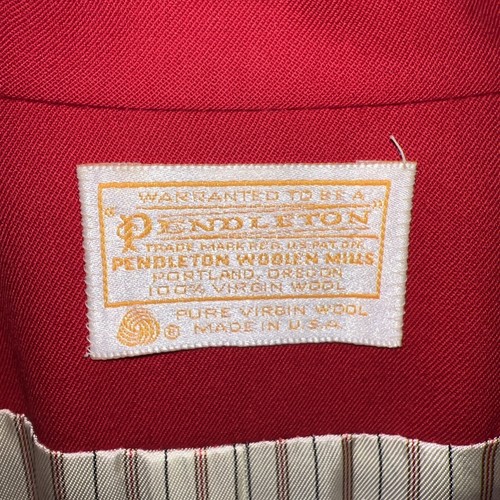 WARRANTED TO BE A
"PENDLETON"
TRADE MARK REG. U.S. PAT. OFF.
PENDLETON WOOLEN MILLS
PORTLAND, OREGON
100% VIRGIN WOOL
PURE VIRGIN WOOL
® MADE IN U.S.A.